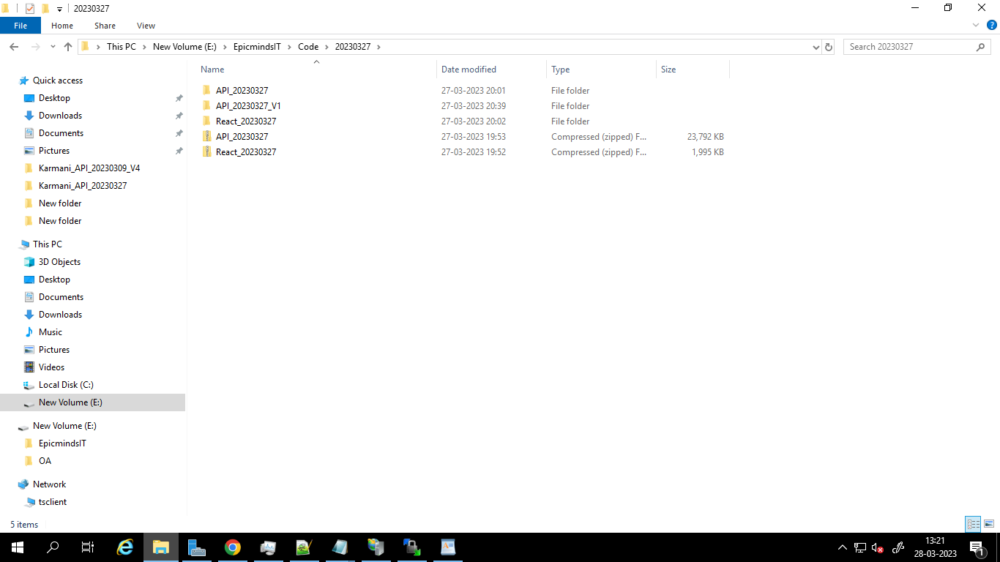 20230327
File Home Share View
This PC New Volume (E:) EpicmindsIT Code 20230327
Search 20230327
Name Date modified Type Size
API_20230327 27-03-2023 20:01 File folder
API_20230327_V1 27-03-2023 20:39 File folder
React_20230327 27-03-2023 20:02 File folder
API_20230327 27-03-2023 19:53 Compressed (zipped) F... 23,792 KB
React_20230327 27-03-2023 19:52 Compressed (zipped) F... 1,995 KB
Quick access
Desktop
Downloads
Documents
Pictures
Karmani_API_20230309_V4
Karmani_API_20230327
New folder
New folder
This PC
3D Objects
Desktop
Documents
Downloads
Music
Pictures
Videos
Local Disk (C:)
New Volume (E:)
New Volume (E:)
EpicmindsIT
OA
Network
tsclient
5 items
13:21
28-03-2023
1